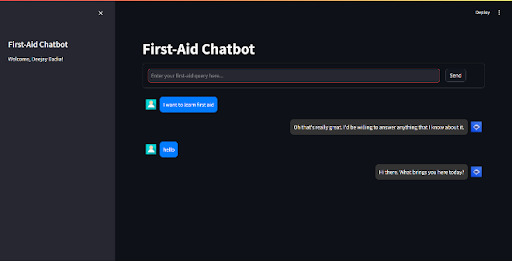 Deploy
First-Aid Chatbot
Welcome, Deejay Radia!
First-Aid Chatbot
Enter your first-aid query here...
Send
I want to learn first aid
Oh that's really great. I'd be willing to answer anything that I know about it.
hello
Hi there. What brings you here today?